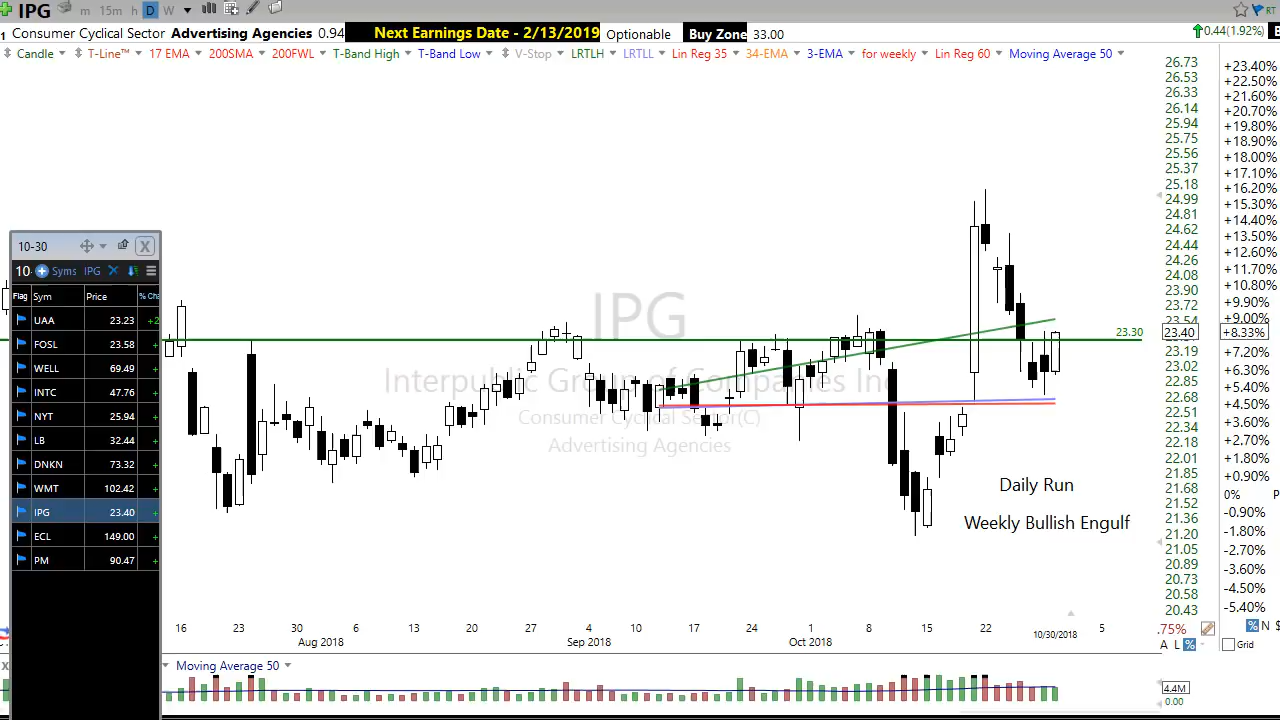 IPG m 15m h D W RT
1 Consumer Cyclical Sector Advertising Agencies 0.94 Next Earnings Date - 2/13/2019 Optionable Buy Zone 33.00 0.44(1.92%)
Candle T-Line™ 17 EMA 200SMA 200FWL T-Band High T-Band Low V-Stop LRTLH LRTLL Lin Reg 35 34-EMA 3-EMA for weekly Lin Reg 60 Moving Average 50
26.73 +23.40%
26.53 +22.50%
26.33 +21.60%
26.14 +20.70%
25.94 +19.80%
25.75 +18.90%
25.56 +18.00%
25.37 +17.10%
25.18 +16.20%
24.99 +15.30%
24.81 +14.40%
24.62 +13.50%
24.44 +12.60%
24.26 +11.70%
24.08 +10.80%
23.90 +9.90%
23.72 +9.00%
23.54
23.30 23.40 +8.33%
23.19 +7.20%
23.02 +6.30%
22.85 +5.40%
22.68 +4.50%
22.51 +3.60%
22.34 +2.70%
22.18 +1.80%
22.01 +0.90%
21.85 0%
21.68 -0.90%
21.52 -1.80%
21.36 -2.70%
21.20 -3.60%
21.05 -4.50%
20.89 -5.40%
20.73
20.58
20.43
10-30 X
10 Syms IPG
Flag Sym Price % Cha
UAA 23.23 +2
FOSL 23.58 +
WELL 69.49 +
INTC 47.76 +
NYT 25.94 +
LB 32.44 +
DNKN 73.32 +
WMT 102.42 +
IPG 23.40 +
ECL 149.00 +
PM 90.47 +
IPG
Interpublic Group of Companies Inc
Consumer Cyclical Sector(C)
Advertising Agencies
Daily Run
Weekly Bullish Engulf
16 23 30 6 13 20 27 4 10 17 24 1 8 15 22 10/30/2018 5
Aug 2018 Sep 2018 Oct 2018
.75%
% N $
A L % Grid
Moving Average 50
4.4M
0.00